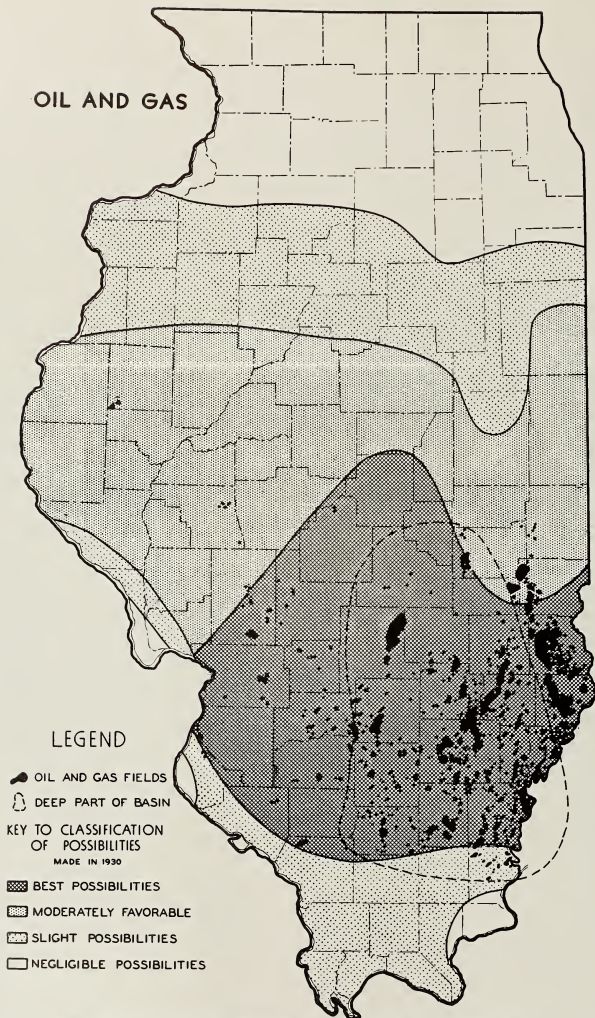 OIL AND GAS
LEGEND
OIL AND GAS FIELDS
DEEP PART OF BASIN
KEY TO CLASSIFICATION
OF POSSIBILITIES
MADE IN 1930
BEST POSSIBILITIES
MODERATELY FAVORABLE
SLIGHT POSSIBILITIES
NEGLIGIBLE POSSIBILITIES